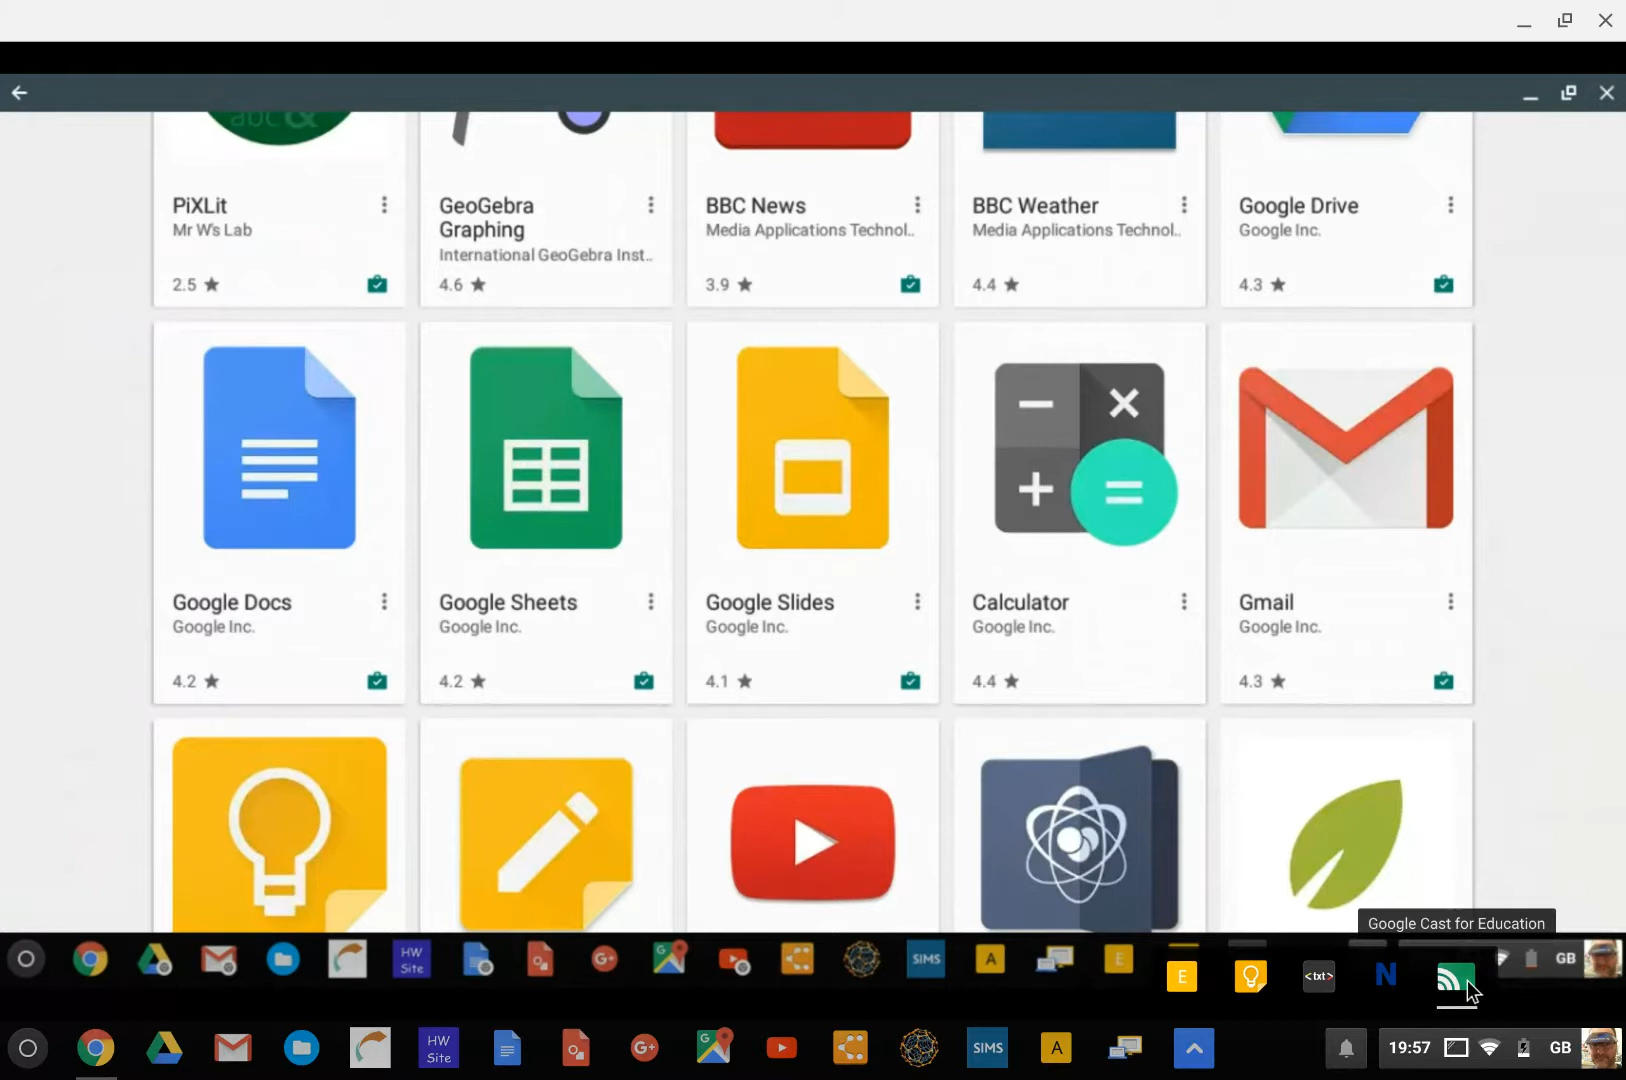 abc&
PiXLit
Mr W's Lab
2.5
GeoGebra
Graphing
International GeoGebra Inst..
4.6
BBC News
Media Applications Technol..
3.9
BBC Weather
Media Applications Technol..
4.4
Google Drive
Google Inc.
4.3
Google Docs
Google Inc.
4.2
Google Sheets
Google Inc.
4.2
Google Slides
Google Inc.
4.1
Calculator
Google Inc.
4.4
Gmail
Google Inc.
4.3
Google Cast for Education
HW
Site
G+
G
SIMS
A
E
GB
E
<txt>
N
HW
Site
G+
G
SIMS
A
19:57
GB